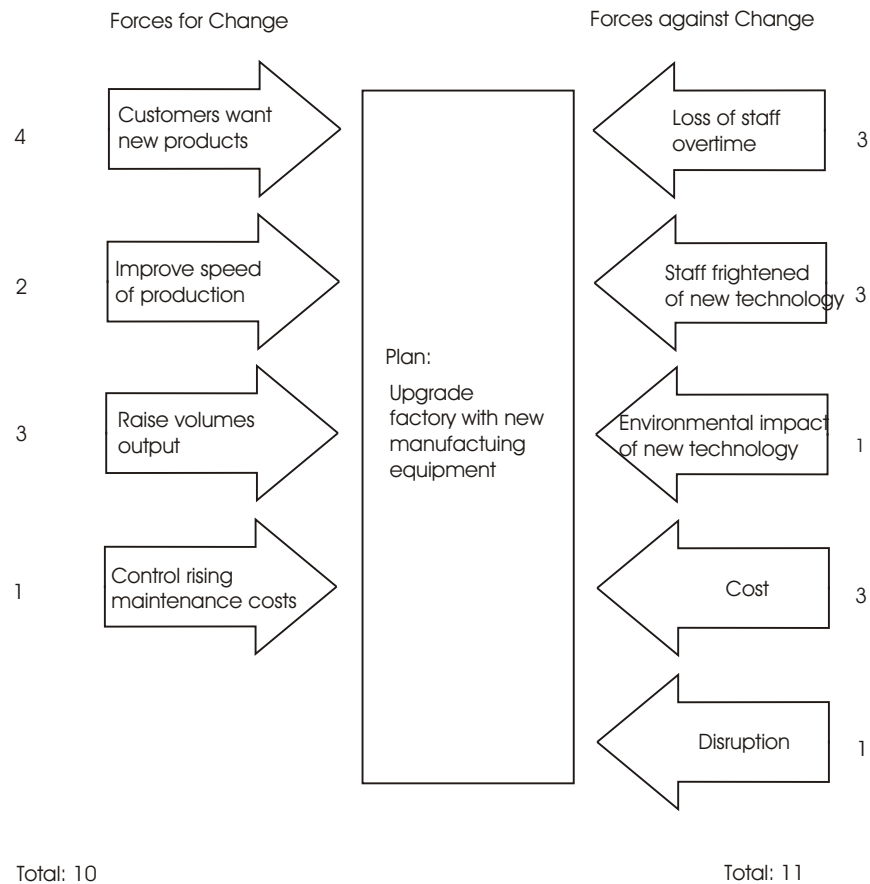 Forces for Change
Forces against Change
4
Customers want
new products
Loss of staff
overtime
3
2
Improve speed
of production
Staff frightened
of new technology
3
Plan:
Upgrade
factory with new
manufactuing
equipment
3
Raise volumes
output
Environmental impact
of new technology
1
1
Control rising
maintenance costs
Cost
3
Disruption
1
Total: 10
Total: 11